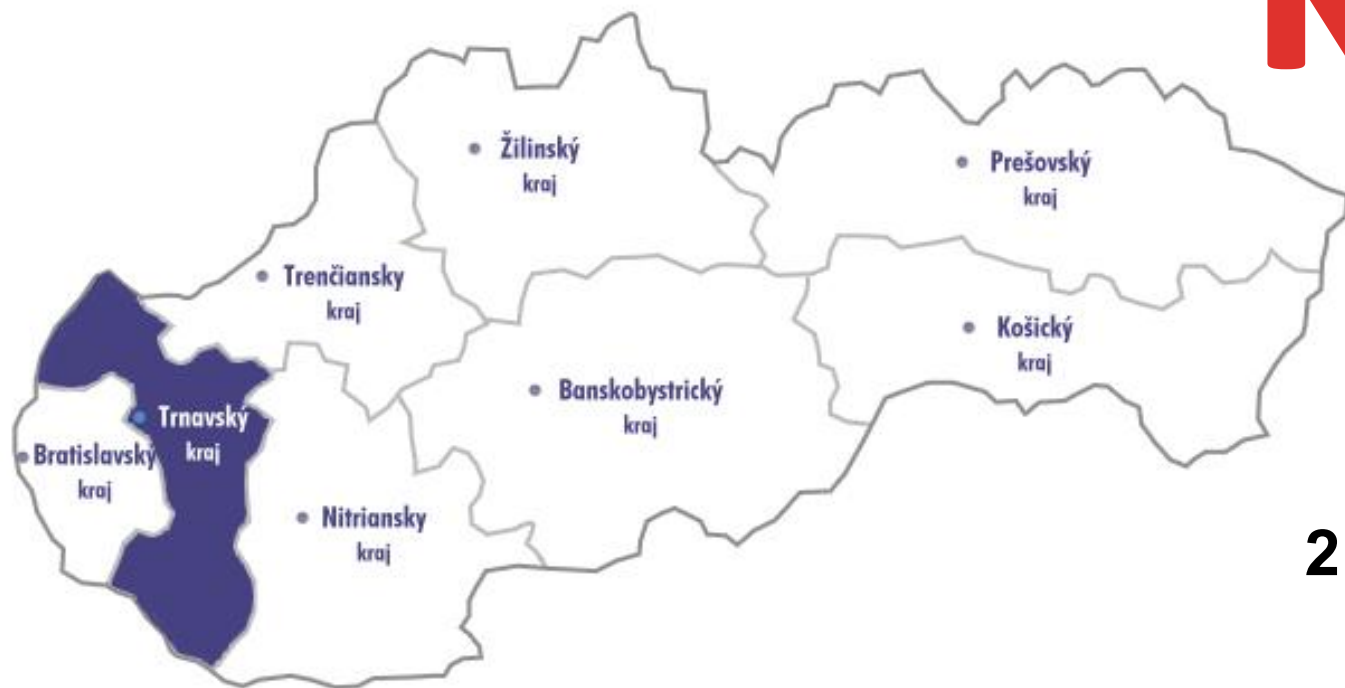 Žilinský
kraj
Prešovský
kraj
Trenčiansky
kraj
Košický
kraj
Banskobystrický
kraj
Trnavský
kraj
Bratislavský
kraj
Nitriansky
kraj
2